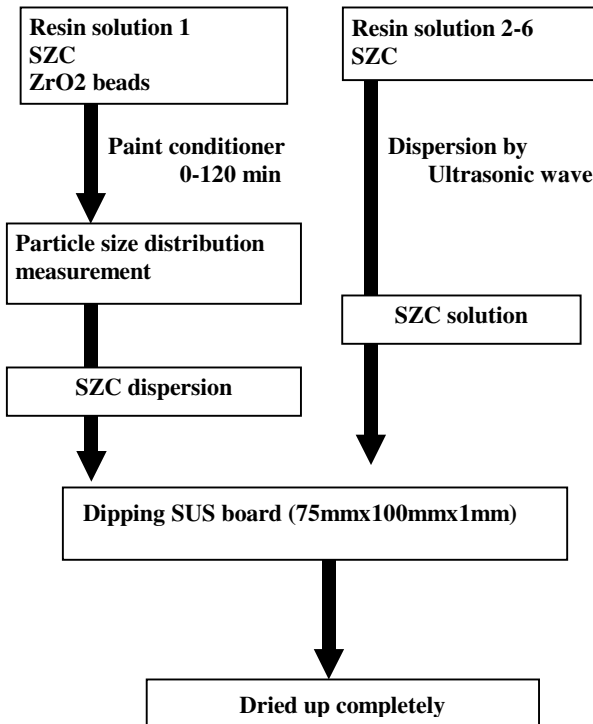 Resin solution 1
SZC
ZrO2 beads
Resin solution 2-6
SZC
Paint conditioner
0-120 min
Dispersion by
Ultrasonic wave
Particle size distribution
measurement
SZC solution
SZC dispersion
Dipping SUS board (75mmx100mmx1mm)
Dried up completely